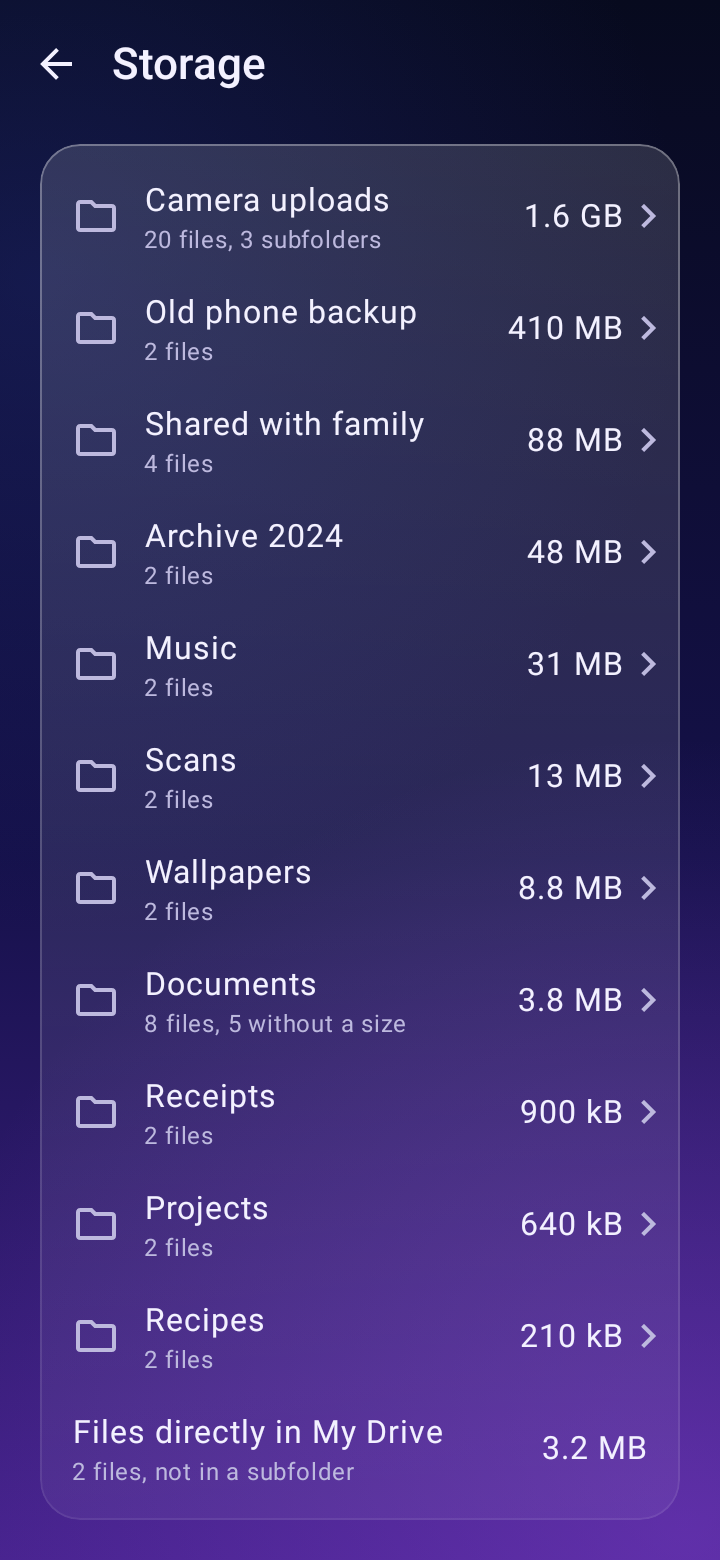 Storage
Camera uploads
20 files, 3 subfolders
1.6 GB
Old phone backup
2 files
410 MB
Shared with family
4 files
88 MB
Archive 2024
2 files
48 MB
Music
2 files
31 MB
Scans
2 files
13 MB
Wallpapers
2 files
8.8 MB
Documents
8 files, 5 without a size
3.8 MB
Receipts
2 files
900 kB
Projects
2 files
640 kB
Recipes
2 files
210 kB
Files directly in My Drive
2 files, not in a subfolder
3.2 MB